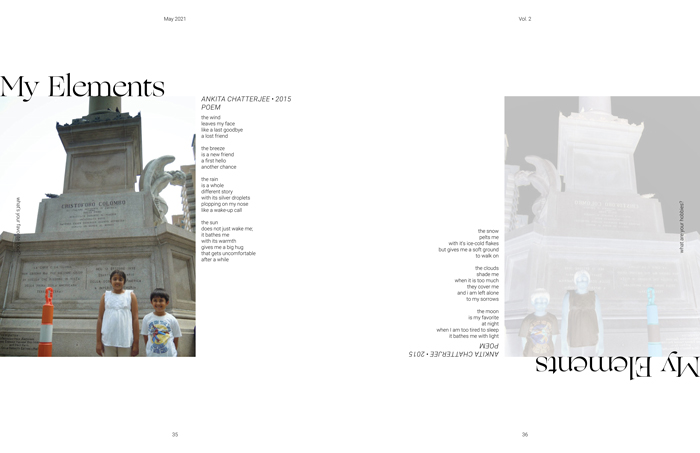 May 2021
Vol. 2
My Elements
ANKITA CHATTERJEE • 2015
POEM
the wind
leaves my face
like a last goodbye
a lost friend
the breeze
is a new friend
a first hello
another chance
the rain
is a whole
different story
with its silver droplets
plopping on my nose
like a wake-up call
the sun
does not just wake me;
it bathes me
with its warmth
gives me a big hug
that gets uncomfortable
after a while
what's your favorite
CRISTOFORO COLOMBO
35
the snow
pelts me
with it's ice-cold flakes
but gives me a soft ground
to walk on
the clouds
shade me
when it is too much
they cover me
and i am left alone
to my sorrows
the moon
is my favorite
at night
when I am too tired to sleep
it bathes me with light
POEM
ANKITA CHATTERJEE • 2015
what are your hobbies?
My Elements
36